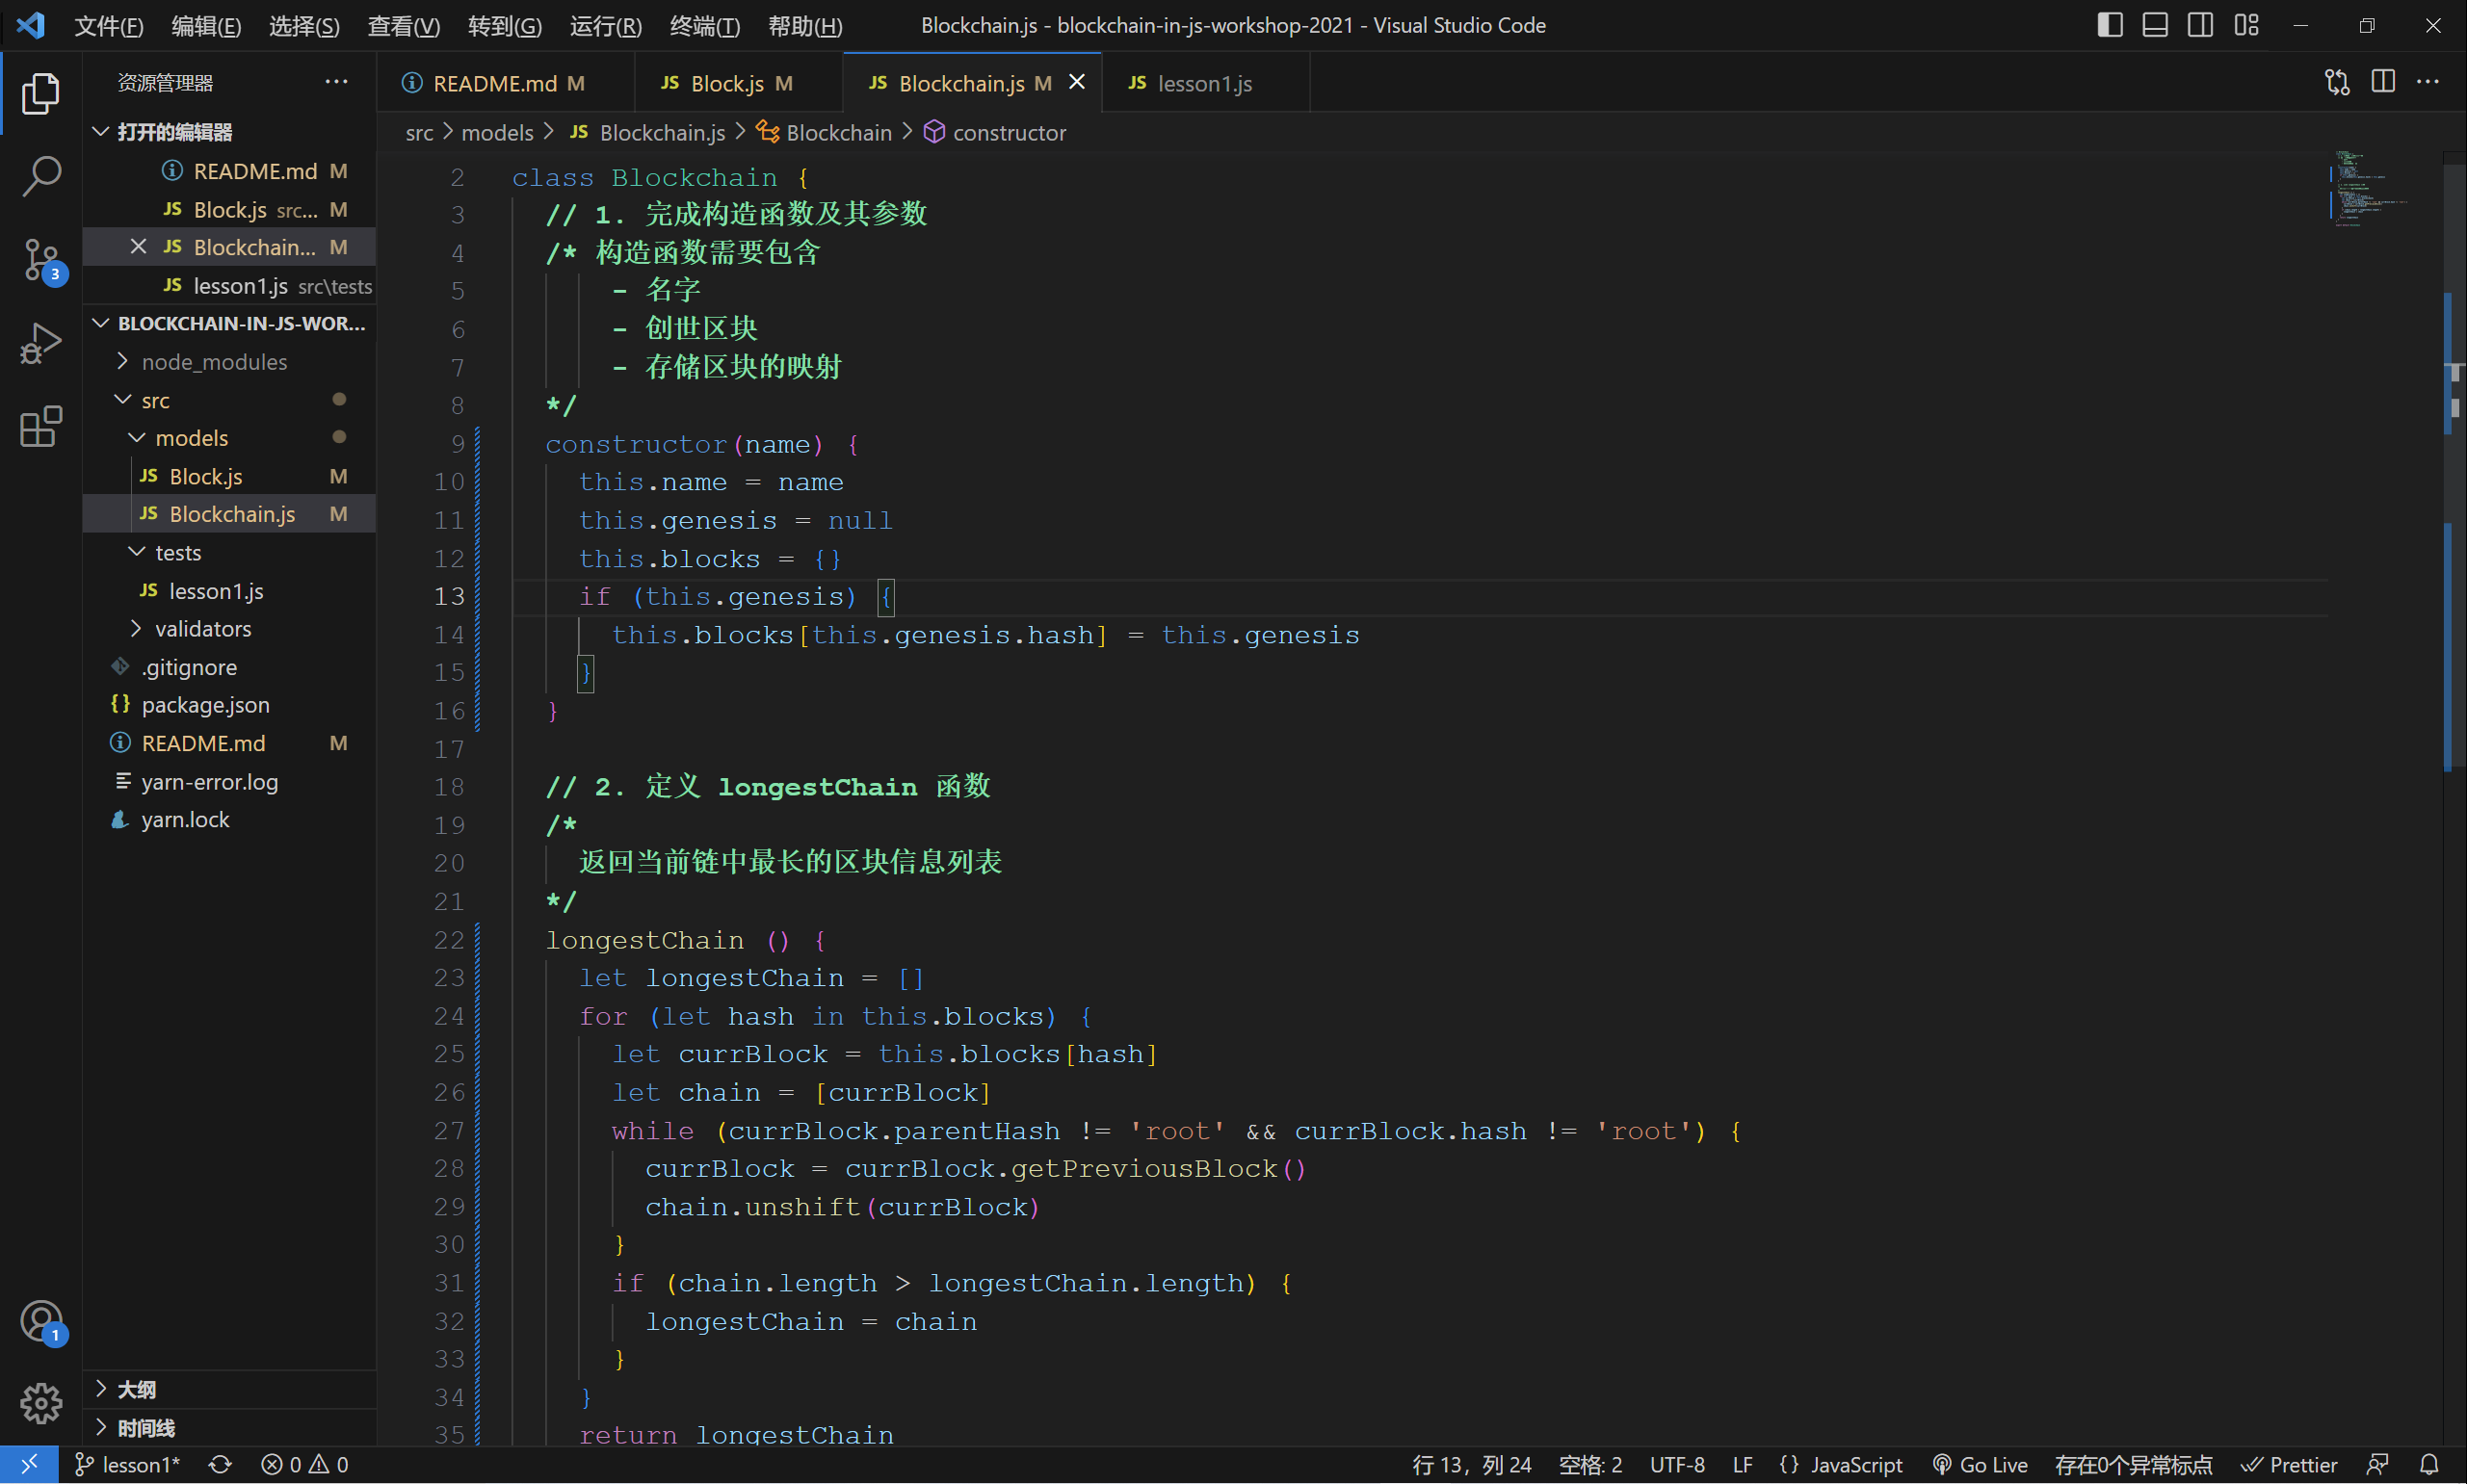 文件(F) 编辑(E) 选择(S) 查看(V) 转到(G) 运行(R) 终端(T) 帮助(H) Blockchain.js - blockchain-in-js-workshop-2021 - Visual Studio Code
资源管理器
README.md M Block.js M Blockchain.js M lesson1.js
src models Blockchain.js Blockchain constructor
打开的编辑器
README.md M
JS Block.js src... M
JS Blockchain... M
JS lesson1.js src\tests
BLOCKCHAIN-IN-JS-WOR...
node_modules
src
models
JS Block.js M
JS Blockchain.js M
tests
JS lesson1.js
validators
.gitignore
package.json
README.md M
yarn-error.log
yarn.lock
大纲
时间线
3
1
2 class Blockchain {
3 // 1. 完成构造函数及其参数
4 /* 构造函数需要包含
5 - 名字
6 - 创世区块
7 - 存储区块的映射
8 */
9 constructor(name) {
10 this.name = name
11 this.genesis = null
12 this.blocks = {}
13 if (this.genesis) {
14 this.blocks[this.genesis.hash] = this.genesis
15 }
16 }
17
18 // 2. 定义 longestChain 函数
19 /*
20 返回当前链中最长的区块信息列表
21 */
22 longestChain () {
23 let longestChain = []
24 for (let hash in this.blocks) {
25 let currBlock = this.blocks[hash]
26 let chain = [currBlock]
27 while (currBlock.parentHash != 'root' && currBlock.hash != 'root') {
28 currBlock = currBlock.getPreviousBlock()
29 chain.unshift(currBlock)
30 }
31 if (chain.length > longestChain.length) {
32 longestChain = chain
33 }
34 }
35 return longestChain
lesson1* 0 0 行 13，列 24 空格: 2 UTF-8 LF {} JavaScript Go Live 存在0个异常标点 Prettier